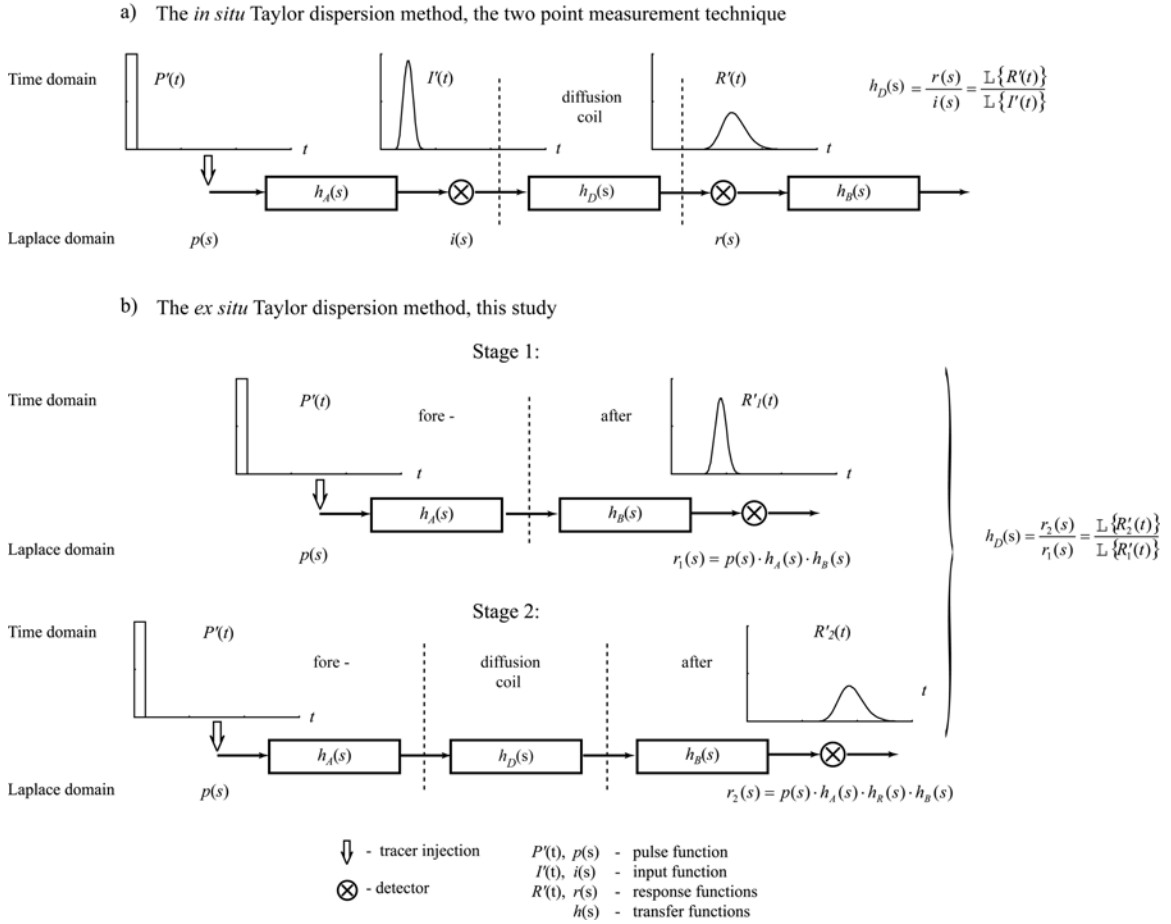 a) The in situ Taylor dispersion method, the two point measurement technique
Time domain
P'(t)
I'(t)
R'(t)
h_D(s) = r(s)/i(s) = 𝕃{R'(t)}/𝕃{I'(t)}
diffusion
coil
t
t
t
h_A(s)
h_D(s)
h_B(s)
Laplace domain
p(s)
i(s)
r(s)
b) The ex situ Taylor dispersion method, this study
Stage 1:
Time domain
P'(t)
fore -
after
R'_1(t)
t
t
h_A(s)
h_B(s)
Laplace domain
p(s)
r_1(s) = p(s)·h_A(s)·h_B(s)
h_D(s) = r_2(s)/r_1(s) = 𝕃{R'_2(t)}/𝕃{R'_1(t)}
Stage 2:
Time domain
P'(t)
fore -
diffusion
coil
after
R'_2(t)
t
t
h_A(s)
h_D(s)
h_B(s)
Laplace domain
p(s)
r_2(s) = p(s)·h_A(s)·h_R(s)·h_B(s)
- tracer injection
- detector
P'(t), p(s) - pulse function
I'(t), i(s) - input function
R'(t), r(s) - response functions
h(s) - transfer functions